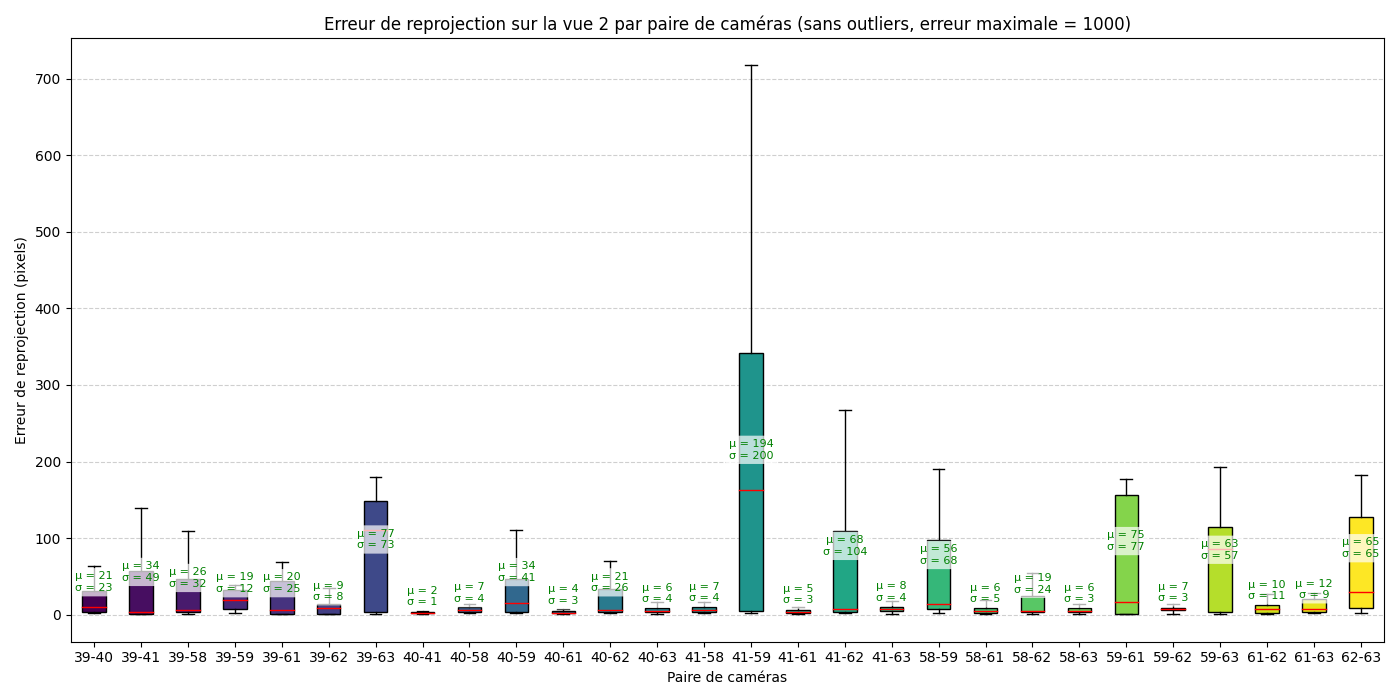 Erreur de reprojection sur la vue 2 par paire de caméras (sans outliers, erreur maximale = 1000)
Erreur de reprojection (pixels)
700
600
500
400
300
200
100
0
μ = 21
σ = 23
μ = 34
σ = 49
μ = 26
σ = 32
μ = 19
σ = 12
μ = 20
σ = 25
μ = 9
σ = 8
μ = 77
σ = 73
μ = 2
σ = 1
μ = 7
σ = 4
μ = 34
σ = 41
μ = 4
σ = 3
μ = 21
σ = 26
μ = 6
σ = 4
μ = 7
σ = 4
μ = 194
σ = 200
μ = 5
σ = 3
μ = 68
σ = 104
μ = 8
σ = 4
μ = 56
σ = 68
μ = 6
σ = 5
μ = 19
σ = 24
μ = 6
σ = 3
μ = 75
σ = 77
μ = 7
σ = 3
μ = 63
σ = 57
μ = 10
σ = 11
μ = 12
σ = 9
μ = 65
σ = 65
39-40 39-41 39-58 39-59 39-61 39-62 39-63 40-41 40-58 40-59 40-61 40-62 40-63 41-58 41-59 41-61 41-62 41-63 58-59 58-61 58-62 58-63 59-61 59-62 59-63 61-62 61-63 62-63
Paire de caméras